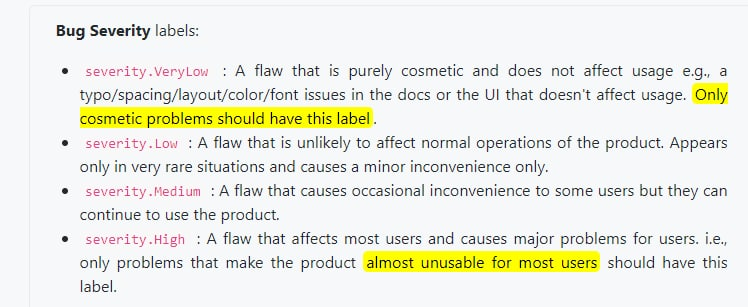 Bug Severity labels:
• severity.VeryLow : A flaw that is purely cosmetic and does not affect usage e.g., a
typo/spacing/layout/color/font issues in the docs or the UI that doesn't affect usage. Only
cosmetic problems should have this label.
• severity.Low : A flaw that is unlikely to affect normal operations of the product. Appears
only in very rare situations and causes a minor inconvenience only.
• severity.Medium : A flaw that causes occasional inconvenience to some users but they can
continue to use the product.
• severity.High : A flaw that affects most users and causes major problems for users. i.e.,
only problems that make the product almost unusable for most users should have this
label.